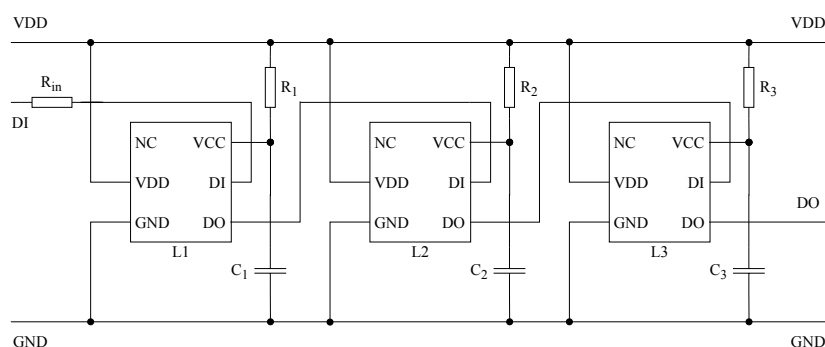 VDD VDD
R1 R2 R3
Rin
DI
NC VCC NC VCC NC VCC
VDD DI VDD DI VDD DI
DO
GND DO GND DO GND DO
L1 L2 L3
C1 C2 C3
GND GND